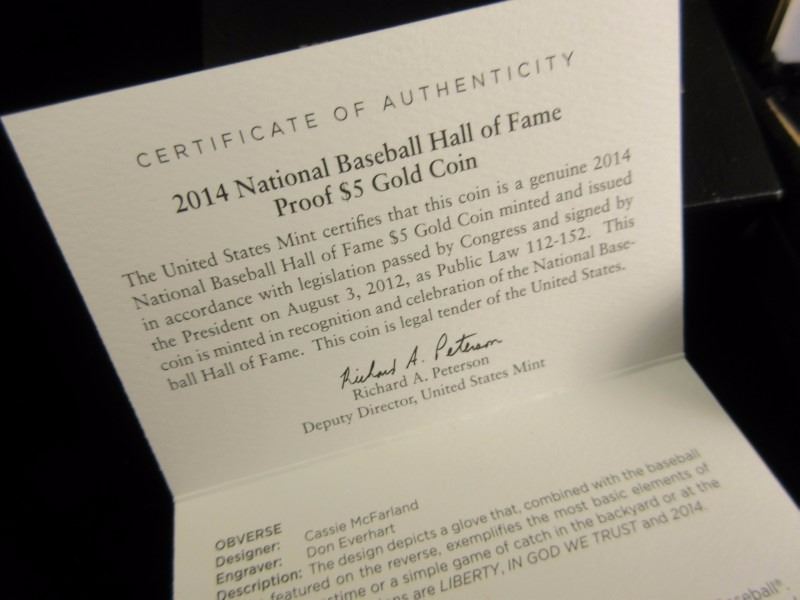 CERTIFICATE OF AUTHENTICITY
2014 National Baseball Hall of Fame
Proof $5 Gold Coin
The United States Mint certifies that this coin is a genuine 2014
National Baseball Hall of Fame $5 Gold Coin minted and issued
in accordance with legislation passed by Congress and signed by
the President on August 3, 2012, as Public Law 112-152. This
coin is minted in recognition and celebration of the National Base-
ball Hall of Fame. This coin is legal tender of the United States.
Richard A. Peterson
Richard A. Peterson
Deputy Director, United States Mint
OBVERSE
Designer: Cassie McFarland
Engraver: Don Everhart
Description: The design depicts a glove that, combined with the baseball
featured on the reverse, exemplifies the most basic elements of
or a simple game of catch in the backyard or at the
are LIBERTY, IN GOD WE TRUST and 2014.